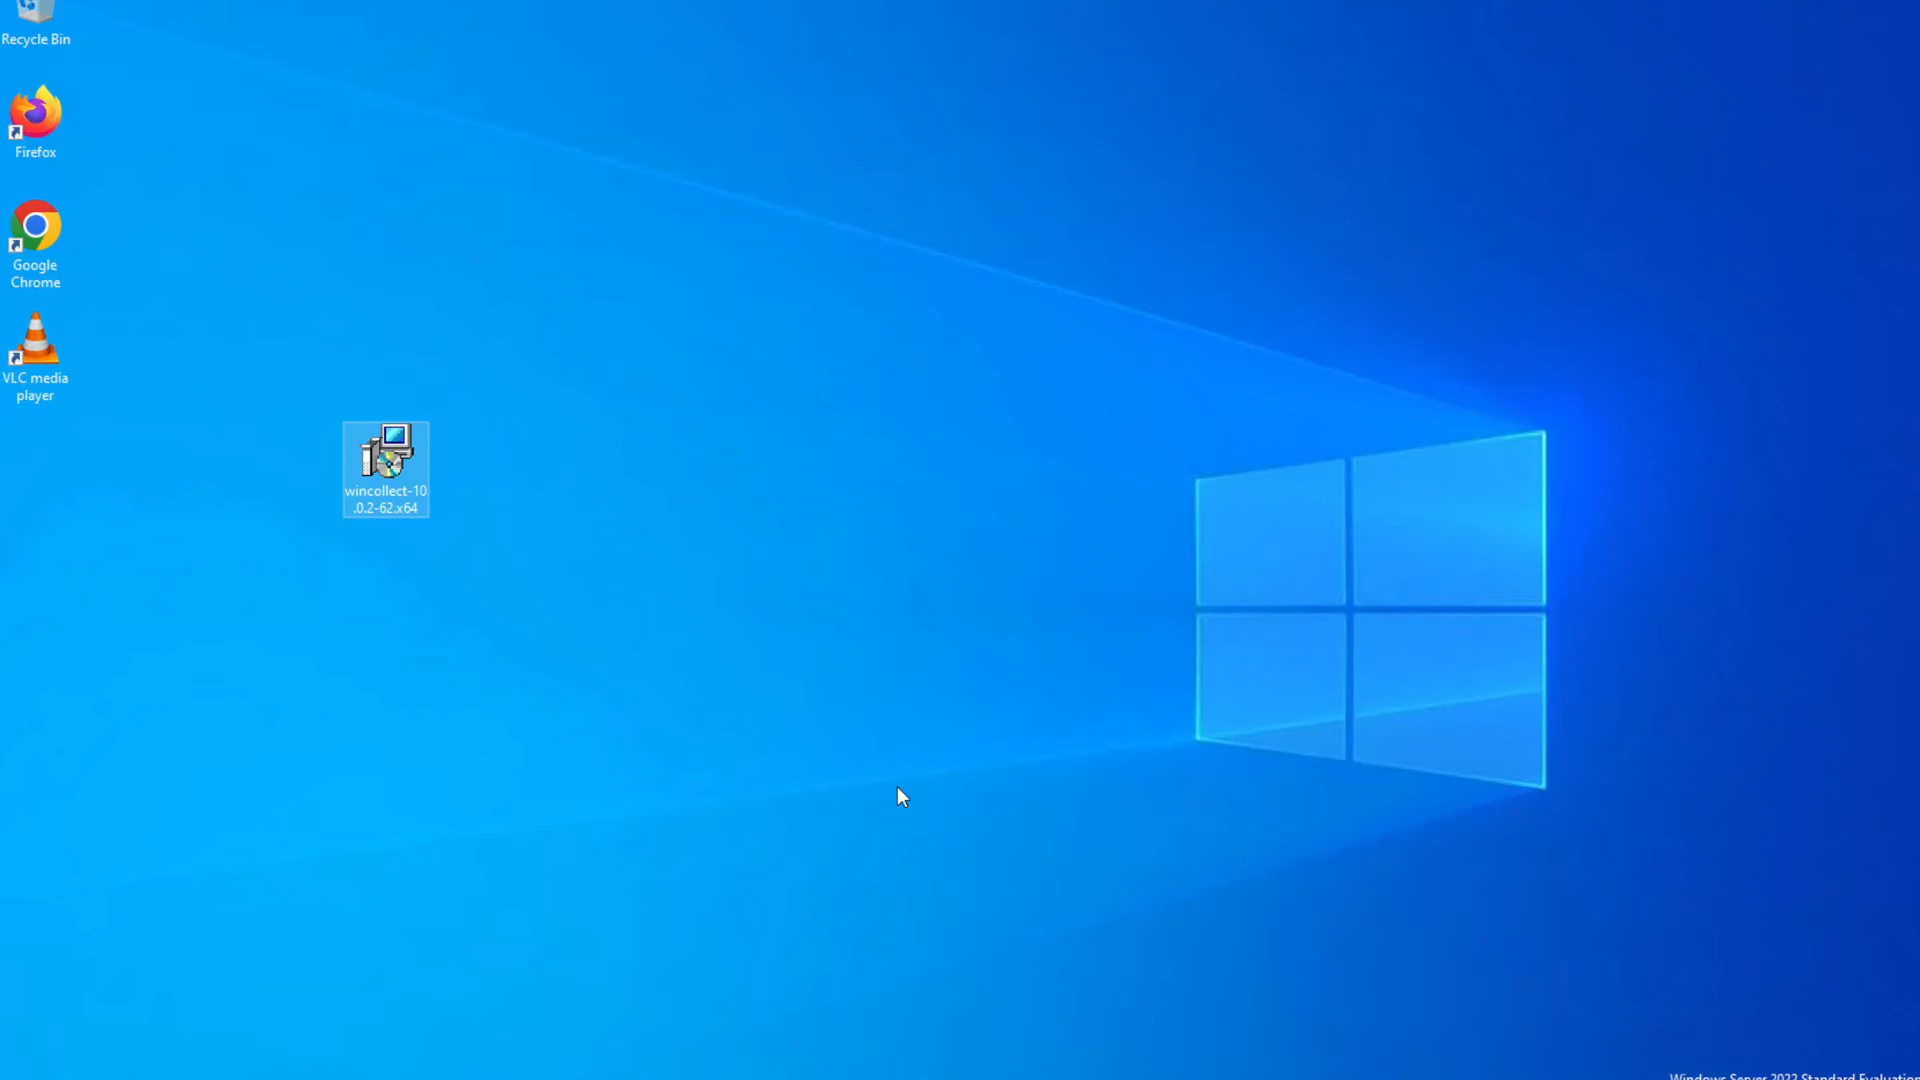 Recycle Bin
Firefox
Google
Chrome
VLC media
player
wincollect-10
.0.2-62.x64
Windows Server 2022 Standard Evaluation